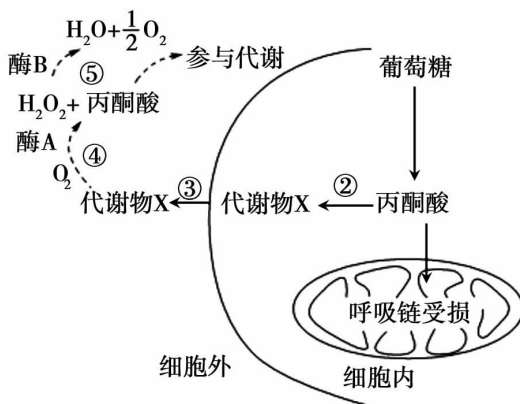 H₂O+½O₂
酶B
⑤
参与代谢
葡萄糖
H₂O₂+丙酮酸
酶A
④
O₂
代谢物X
③
代谢物X
②
丙酮酸
呼吸链受损
细胞外
细胞内